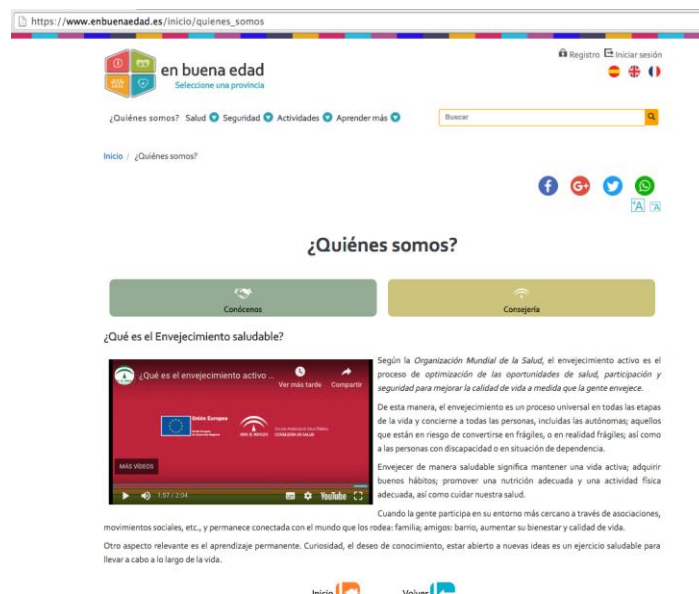 https://www.enbuenaedad.es/inicio/quienes_somos
Registro Iniciar sesión
en buena edad
Seleccione una provincia
¿Quiénes somos? Salud Seguridad Actividades Aprender más
Buscar
Inicio / ¿Quiénes somos?
A A
¿Quiénes somos?
Conócenos
Consejería
¿Qué es el Envejecimiento saludable?
¿Qué es el envejecimiento activo ...
Ver más tarde Compartir
Unión Europea
CONSEJERÍA DE SALUD
MÁS VÍDEOS
1:57 / 2:04
YouTube
Según la Organización Mundial de la Salud, el envejecimiento activo es el
proceso de optimización de las oportunidades de salud, participación y
seguridad para mejorar la calidad de vida a medida que la gente envejece.
De esta manera, el envejecimiento es un proceso universal en todas las etapas
de la vida y concierne a todas las personas, incluidas las autónomas; aquellos
que están en riesgo de convertirse en frágiles, o en realidad frágiles; así como
a las personas con discapacidad o en situación de dependencia.
Envejecer de manera saludable significa mantener una vida activa; adquirir
buenos hábitos; promover una nutrición adecuada y una actividad física
adecuada, así como cuidar nuestra salud.
Cuando la gente participa en su entorno más cercano a través de asociaciones,
movimientos sociales, etc., y permanece conectada con el mundo que los rodea: familia; amigos: barrio, aumentar su bienestar y calidad de vida.
Otro aspecto relevante es el aprendizaje permanente. Curiosidad, el deseo de conocimiento, estar abierto a nuevas ideas es un ejercicio saludable para
llevar a cabo a lo largo de la vida.
Inicio Volver